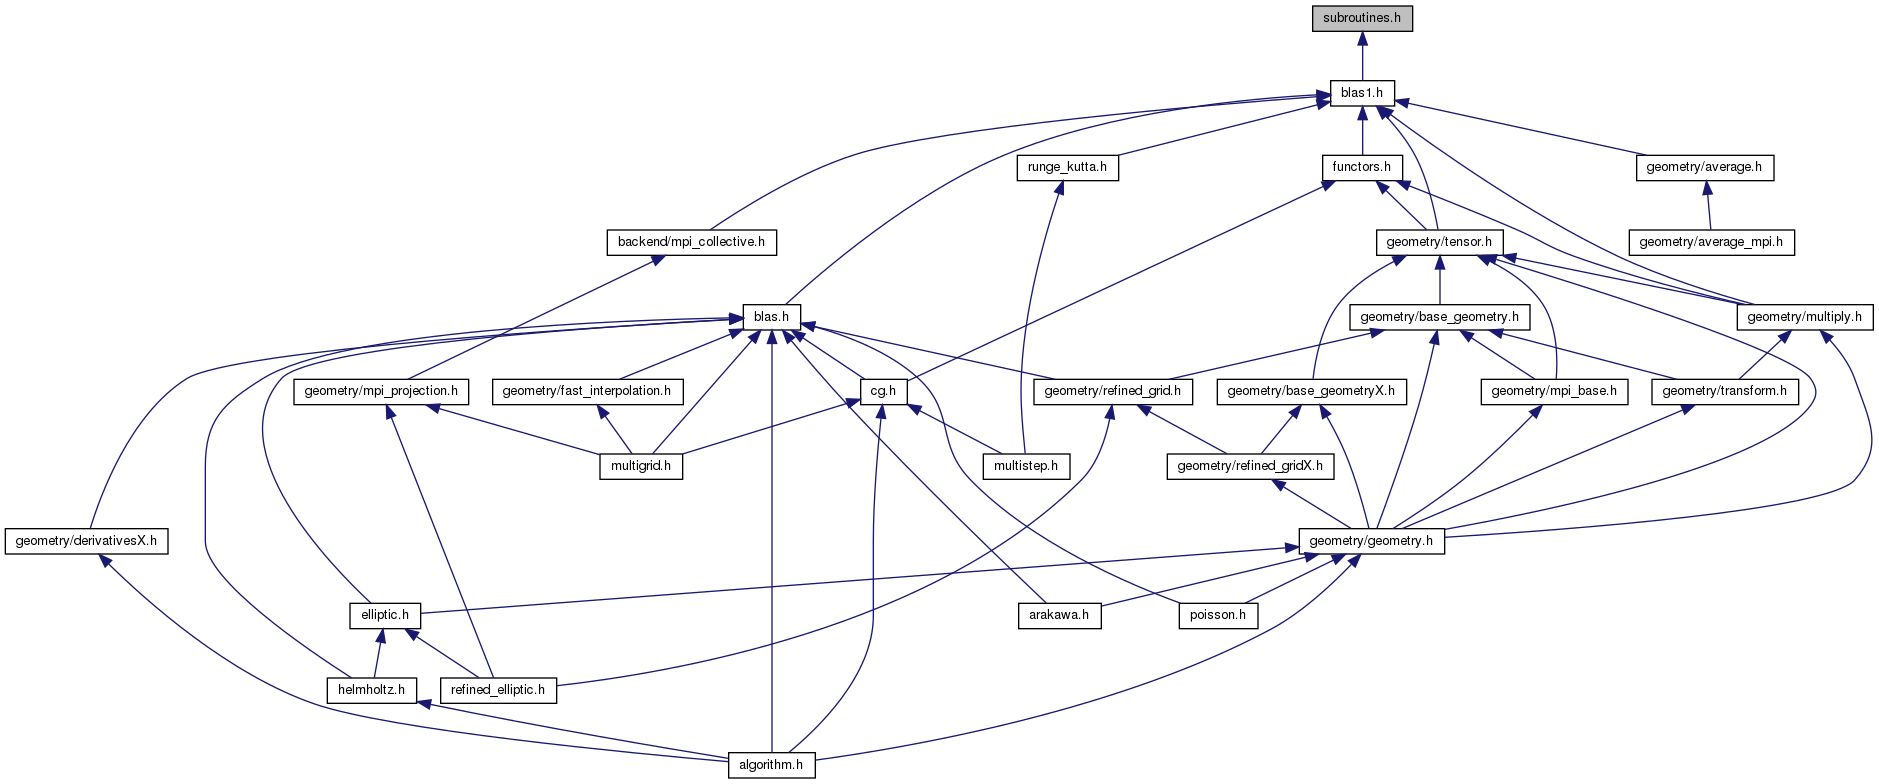 subroutines.h
blas1.h
runge_kutta.h
functors.h
geometry/average.h
backend/mpi_collective.h
geometry/tensor.h
geometry/average_mpi.h
blas.h
geometry/base_geometry.h
geometry/multiply.h
geometry/mpi_projection.h
geometry/fast_interpolation.h
cg.h
geometry/refined_grid.h
geometry/base_geometryX.h
geometry/mpi_base.h
geometry/transform.h
multigrid.h
multistep.h
geometry/refined_gridX.h
geometry/derivativesX.h
geometry/geometry.h
elliptic.h
arakawa.h
poisson.h
helmholtz.h
refined_elliptic.h
algorithm.h